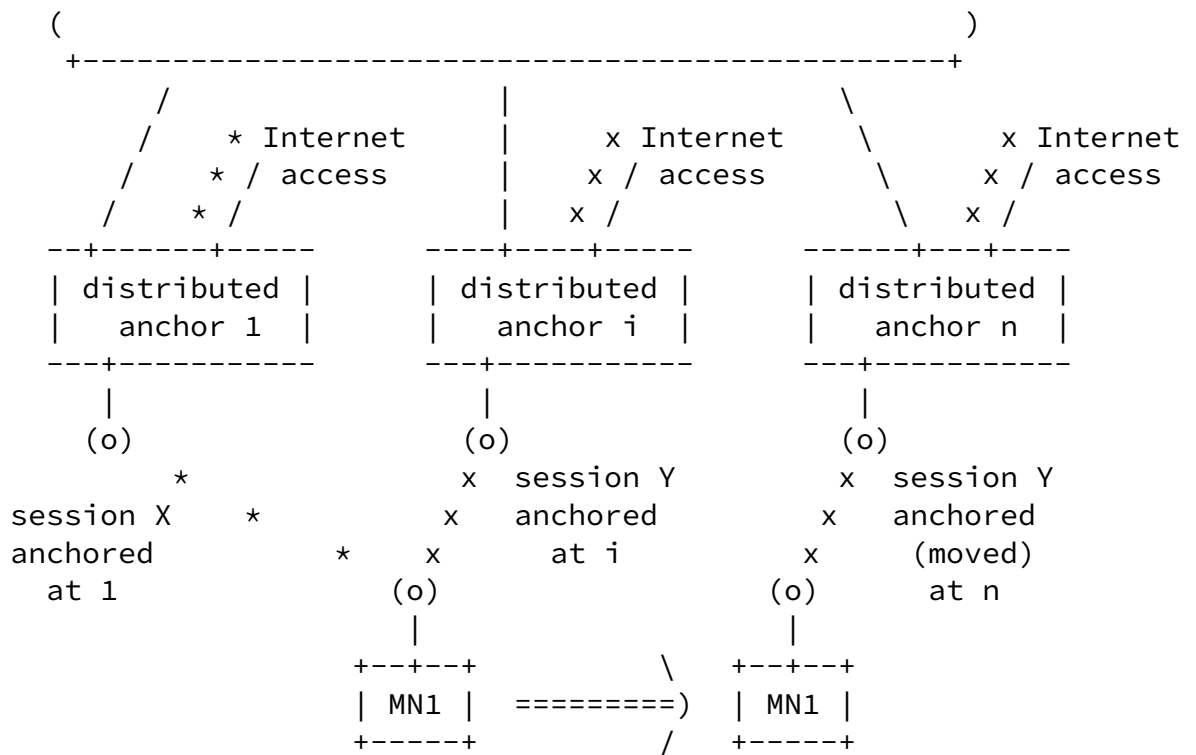 (                                                  )
+------------------------------------------------+
/                  |                  \
/    * Internet     |     x Internet    \       x Internet
/    * / access      |    x / access      \     x / access
/    * /            |   x /             \   x /
--+------+-----      ----+----+-----      ------+---+----
| distributed |      | distributed |      | distributed |
|   anchor 1  |      |   anchor i  |      |   anchor n  |
---+-----------      ---+-----------      ---+-----------
|                    |                    |
(o)                  (o)                  (o)
*               x  session Y         x  session Y
session X    *          x   anchored         x   anchored
anchored          *    x      at i          x     (moved)
at 1               (o)                  (o)      at n
|                    |
+--+--+          \   +--+--+
| MN1 |  =========)  | MN1 |
+-----+          /   +-----+